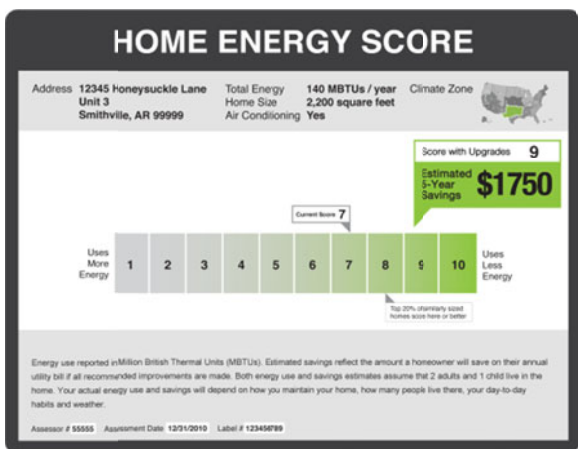 HOME ENERGY SCORE
Address 12345 Honeysuckle Lane
Unit 3
Smithville, AR 99999
Total Energy 140 MBTUs / year
Home Size 2,200 square feet
Air Conditioning Yes
Climate Zone
Score with Upgrades 9
Estimated
5-Year
Savings
$1750
Current Score 7
Uses
More
Energy
1 2 3 4 5 6 7 8 9 10
Uses
Less
Energy
Top 20%
homes score here or better
Energy use reported in Million British Thermal Units (MBTUs). Estimated savings reflect the amount a homeowner will save on their annual
utility bill if all recommended improvements are made. Both energy use and savings estimates assume that 2 adults and 1 child live in the
home. Your actual energy use and savings will depend on how you maintain your home, how many people live there, your day-to-day
habits and weather.
Assessor # 55555 Assessment Date 12/31/2010 Label # 123456789